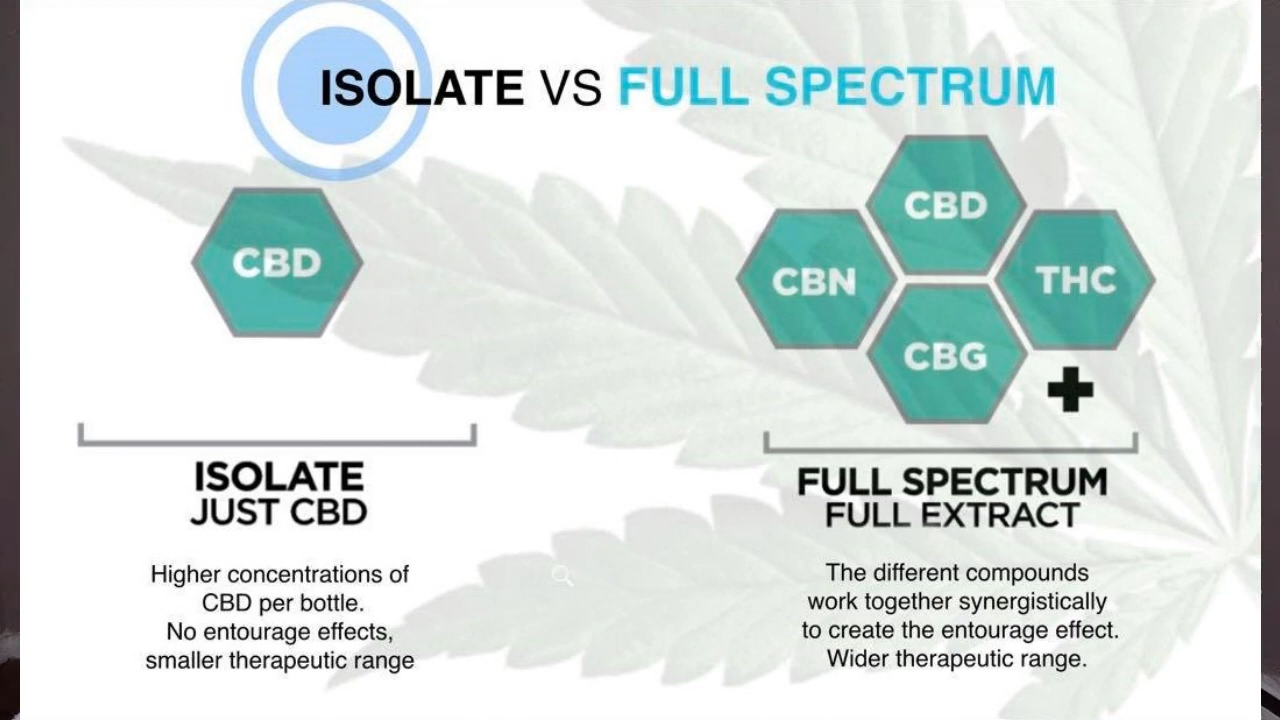 ISOLATE VS FULL SPECTRUM
CBD
ISOLATE
JUST CBD
Higher concentrations of
CBD per bottle.
No entourage effects,
smaller therapeutic range
CBD
CBN
THC
CBG
+
FULL SPECTRUM
FULL EXTRACT
The different compounds
work together synergistically
to create the entourage effect.
Wider therapeutic range.